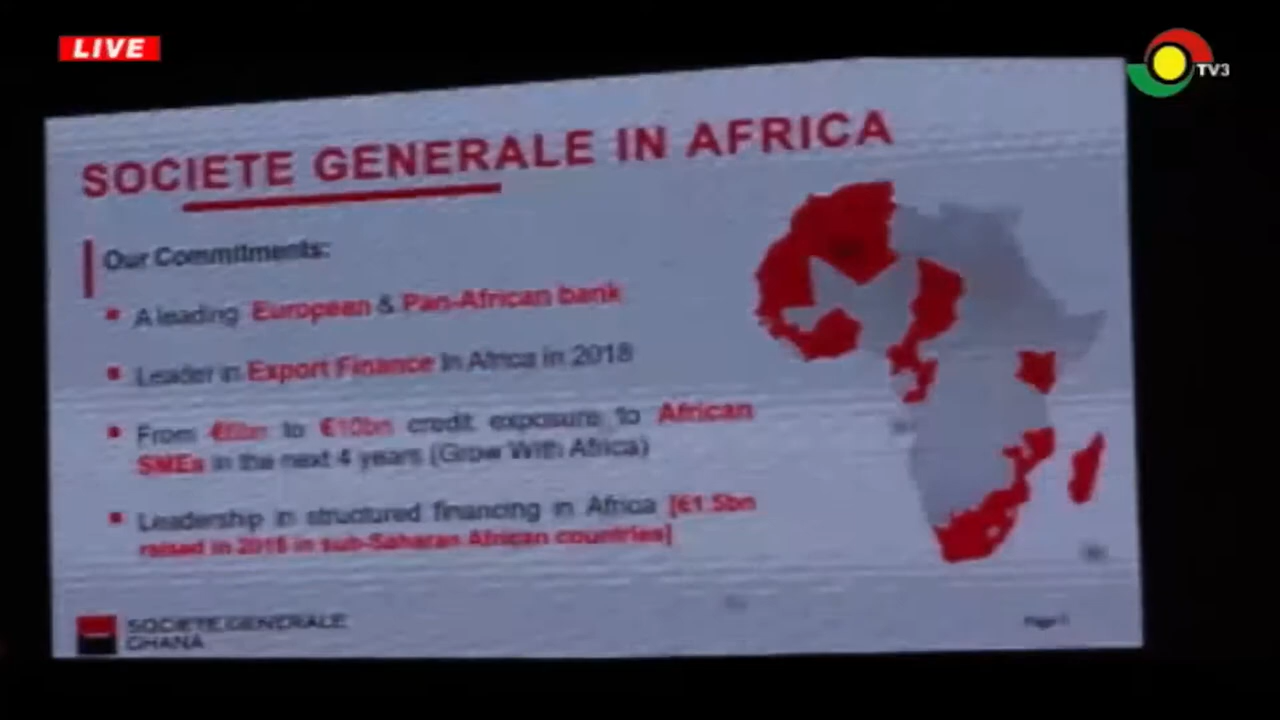 LIVE
TV3
SOCIETE GENERALE IN AFRICA
Our Commitments:
A leading European & Pan-African bank
Leader in Export Finance in Africa in 2018
From to €10bn credit exposure to African
SMEs in the next 4 years (Grow With Africa)
Leadership in structured financing in Africa [€1.5bn
raised in in sub-Saharan African countries]
SOCIETE GENERALE
GHANA
Page